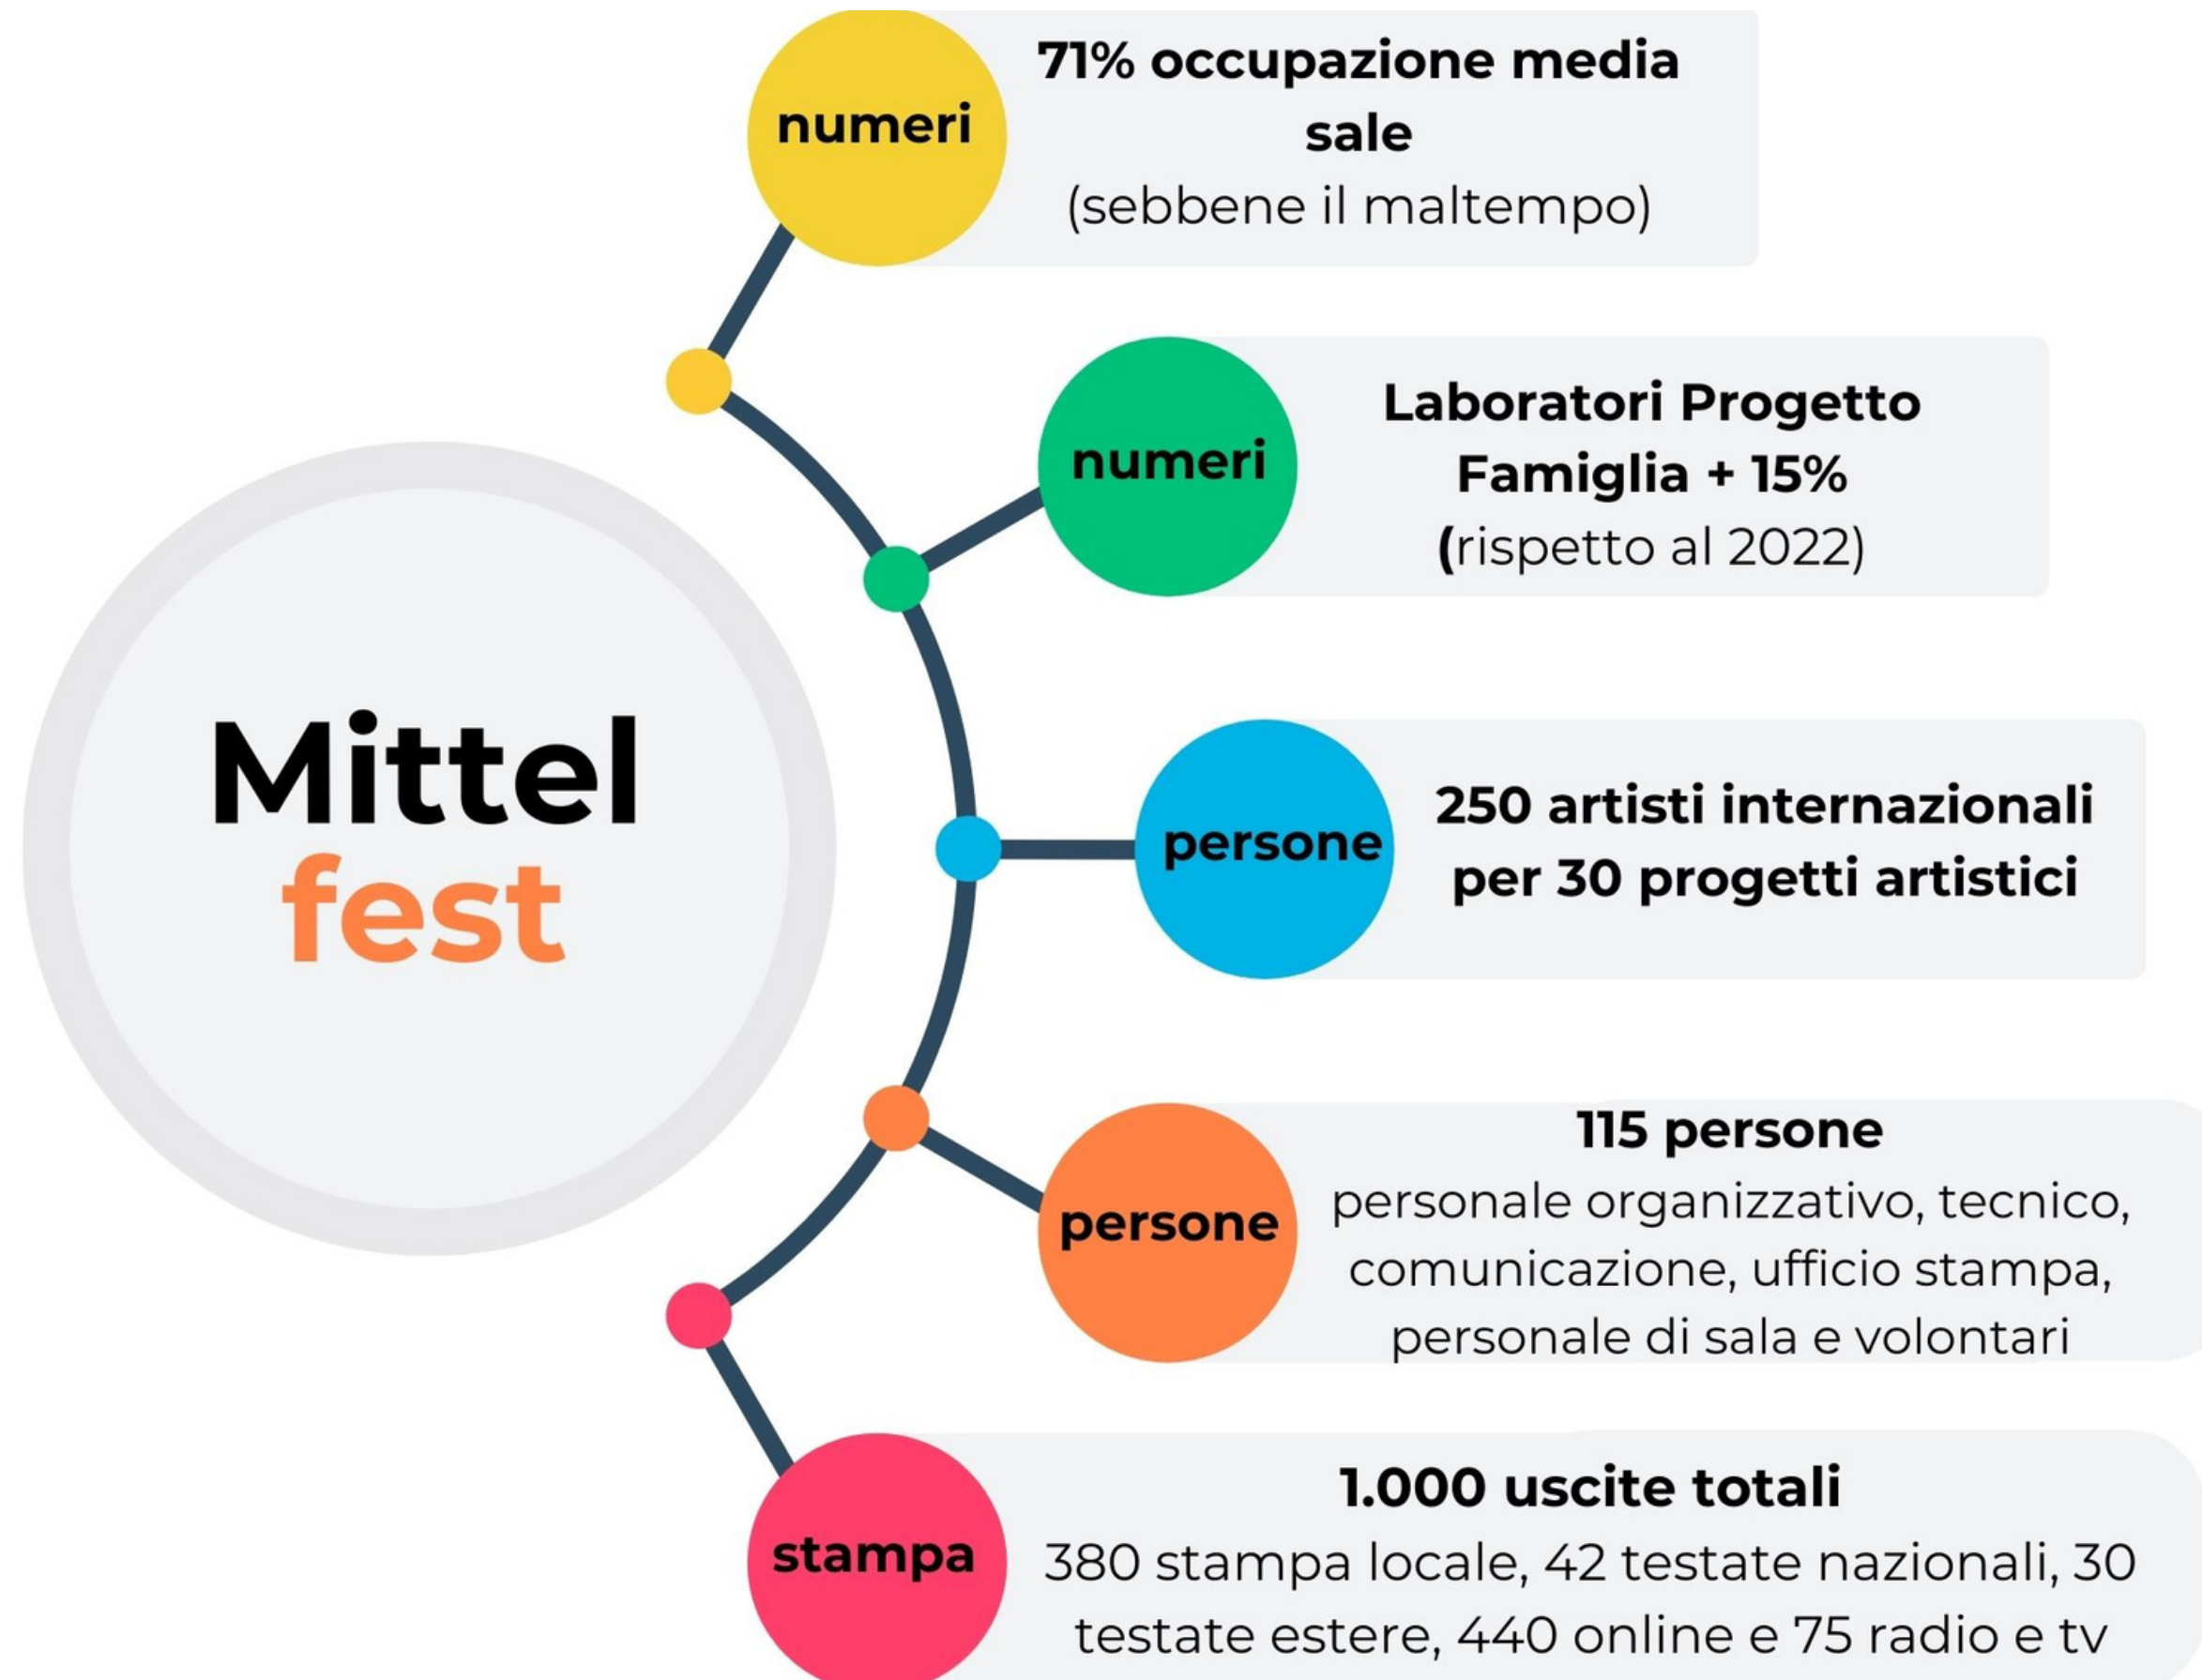 Mittel
fest
numeri
71% occupazione media
sale
(sebbene il maltempo)
numeri
Laboratori Progetto
Famiglia + 15%
(rispetto al 2022)
persone
250 artisti internazionali
per 30 progetti artistici
persone
115 persone
personale organizzativo, tecnico,
comunicazione, ufficio stampa,
personale di sala e volontari
stampa
1.000 uscite totali
380 stampa locale, 42 testate nazionali, 30
testate estere, 440 online e 75 radio e tv